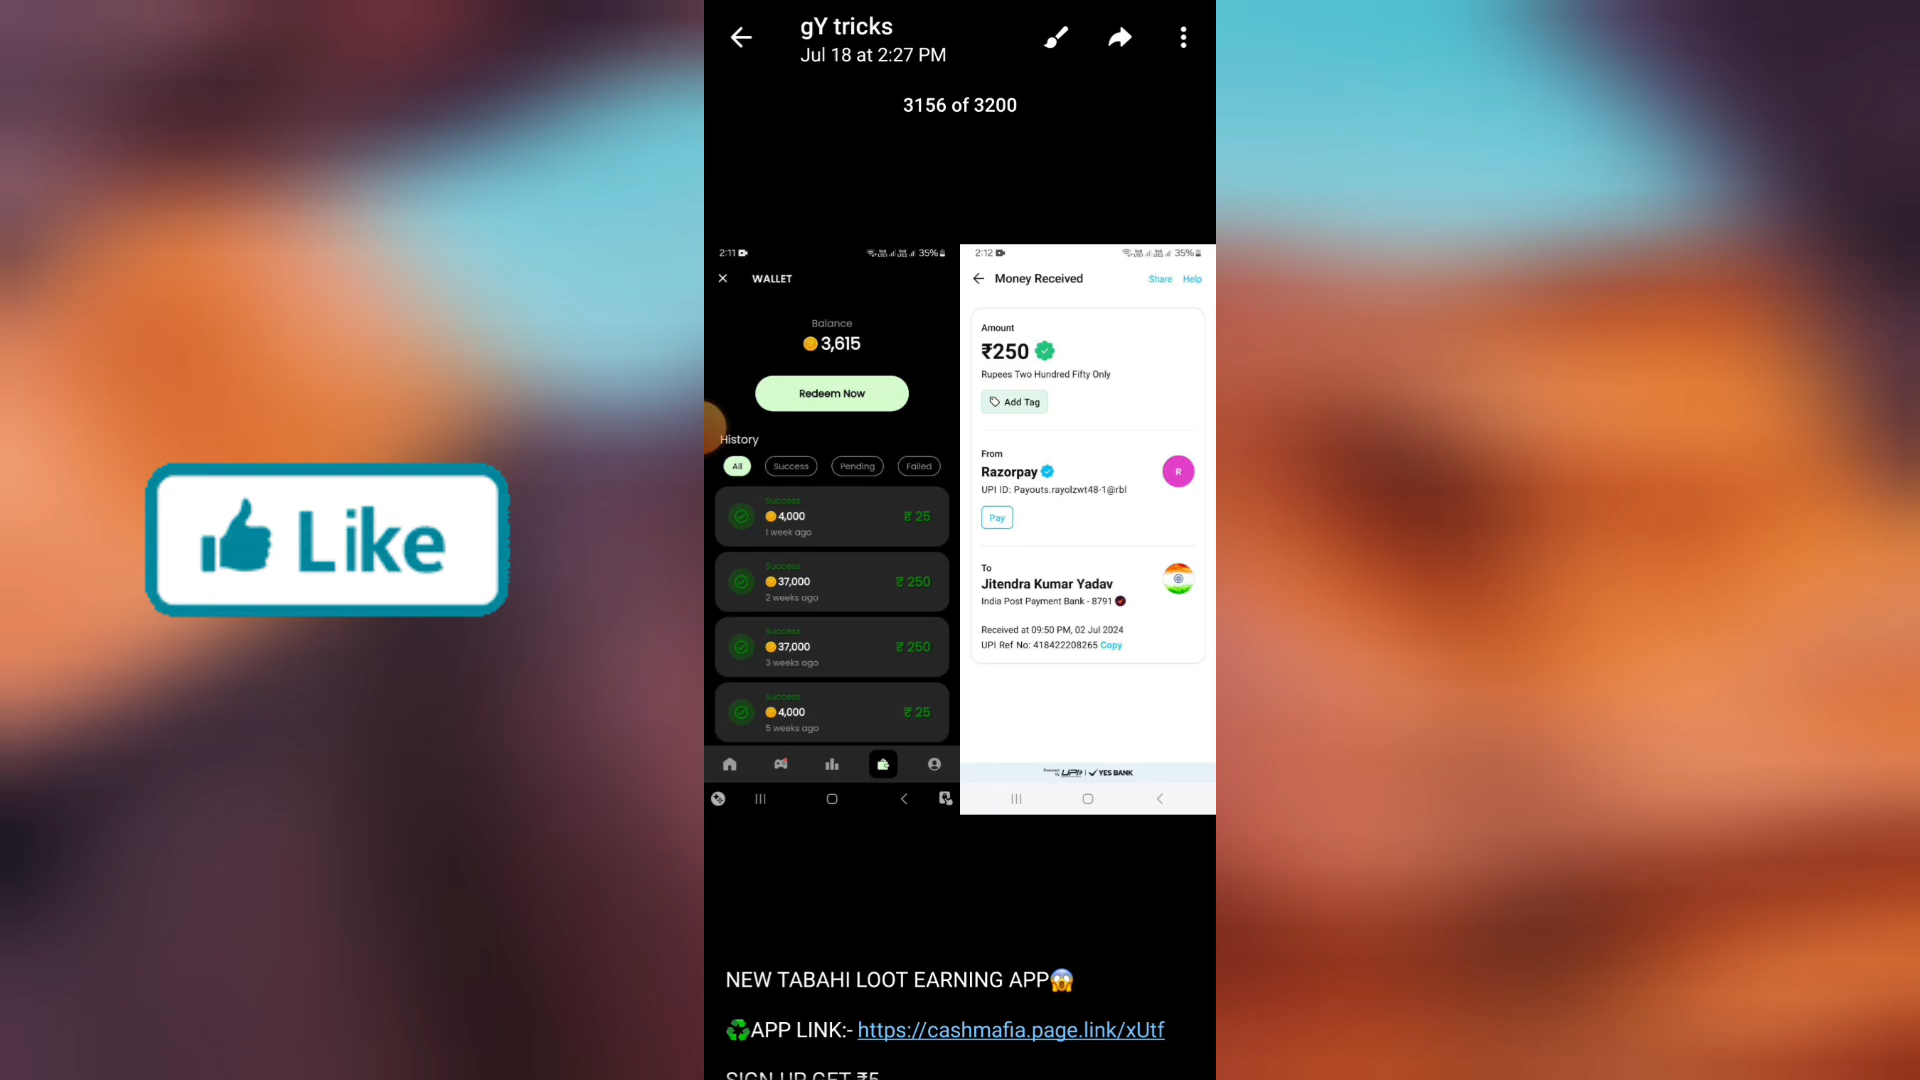 gY tricks
Jul 18 at 2:27 PM
3156 of 3200
2:11
35%
WALLET
Balance
3,615
Redeem Now
History
All
Success
Pending
Failed
Success
4,000
₹ 25
1 week ago
Success
37,000
₹ 250
2 weeks ago
Success
37,000
₹ 250
3 weeks ago
Success
4,000
₹ 25
5 weeks ago
2:12
35%
Money Received
Share Help
Amount
₹250
Rupees Two Hundred Fifty Only
Add Tag
From
Razorpay
R
UPI ID: Payouts.rayolzwt48-1@rbl
Pay
To
Jitendra Kumar Yadav
India Post Payment Bank - 8791
Received at 09:50 PM, 02 Jul 2024
UPI Ref No: 418422208265 Copy
UPI | YES BANK
Like
NEW TABAHI LOOT EARNING APP😱
♻️APP LINK:- https://cashmafia.page.link/xUtf
SIGN UP GET ₹5